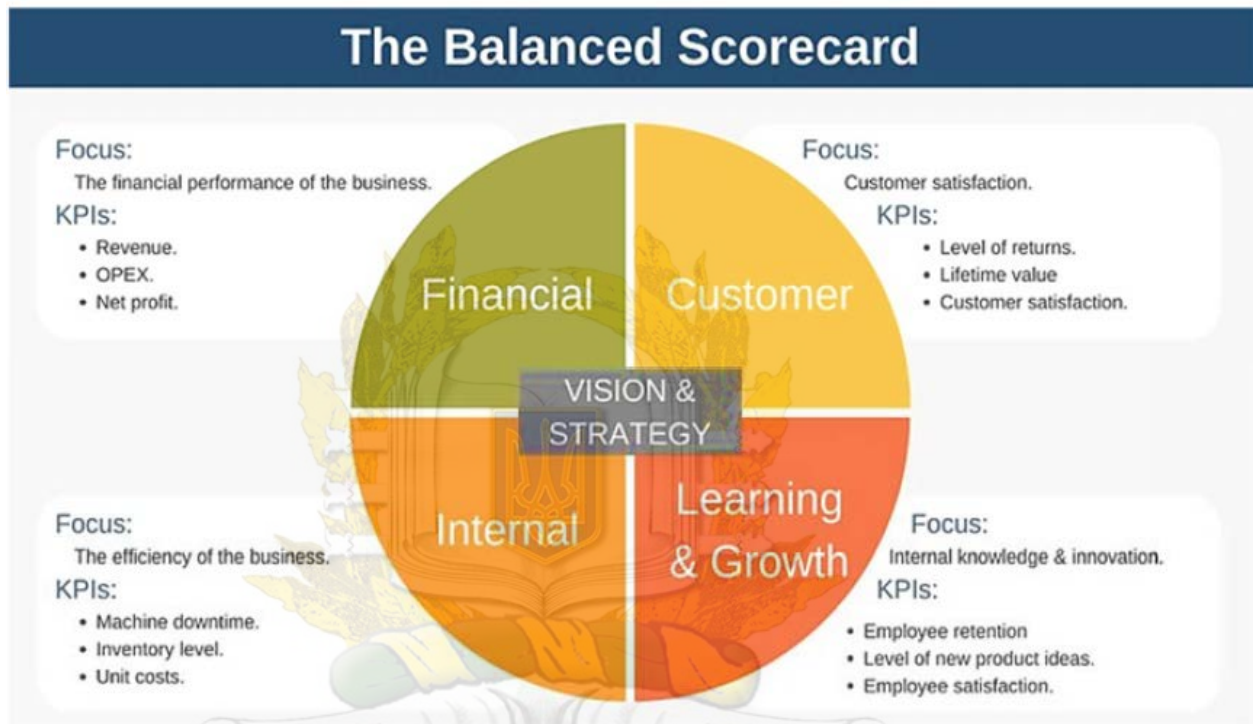 The Balanced Scorecard
Focus:
The financial performance of the business.
KPIs:
• Revenue.
• OPEX.
• Net profit.
Financial
Focus:
Customer satisfaction.
KPIs:
• Level of returns.
• Lifetime value
• Customer satisfaction.
Customer
VISION &
STRATEGY
Focus:
The efficiency of the business.
KPIs:
• Machine downtime.
• Inventory level.
• Unit costs.
Internal
Learning
& Growth
Focus:
Internal knowledge & innovation.
KPIs:
• Employee retention
• Level of new product ideas.
• Employee satisfaction.